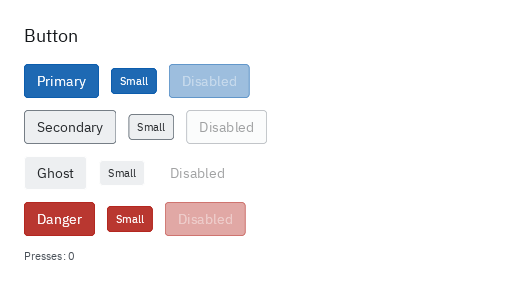 Button
Primary Small Disabled
Secondary Small Disabled
Ghost Small Disabled
Danger Small Disabled
Presses: 0